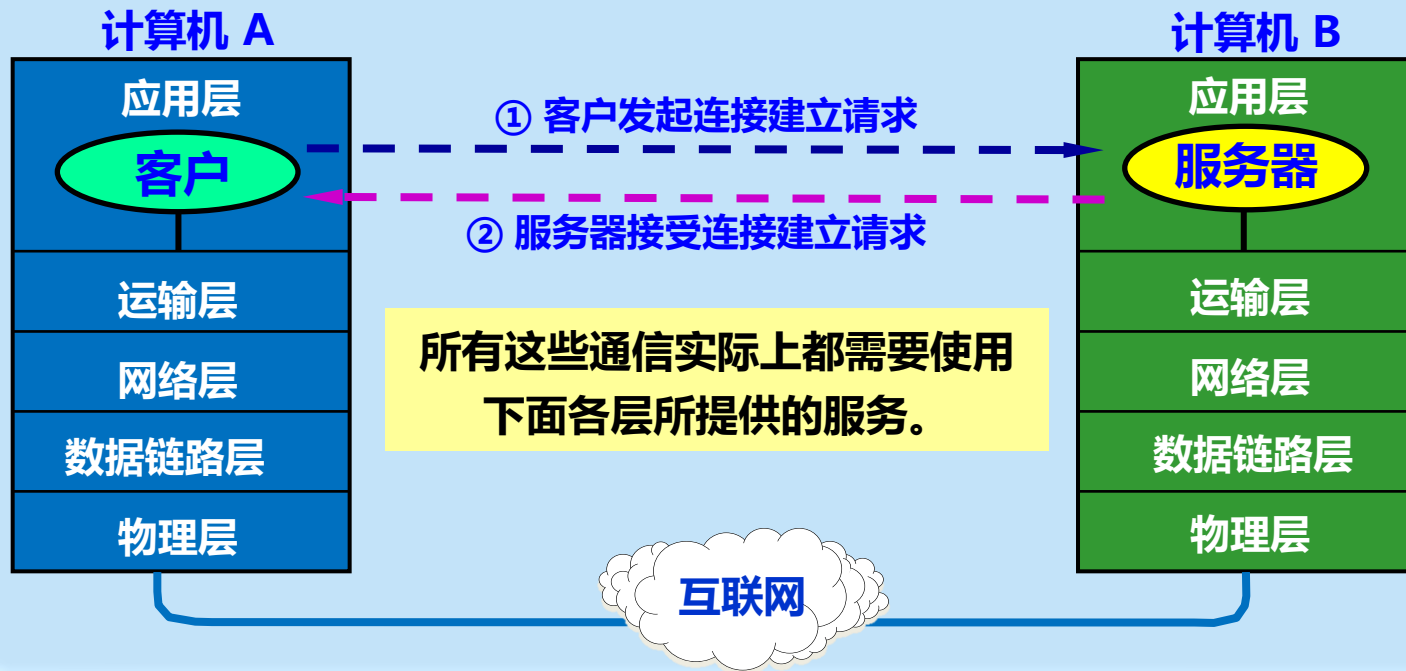 计算机 A
计算机 B
应用层
客户
运输层
网络层
数据链路层
物理层
① 客户发起连接建立请求
② 服务器接受连接建立请求
所有这些通信实际上都需要使用
下面各层所提供的服务。
互联网
应用层
服务器
运输层
网络层
数据链路层
物理层